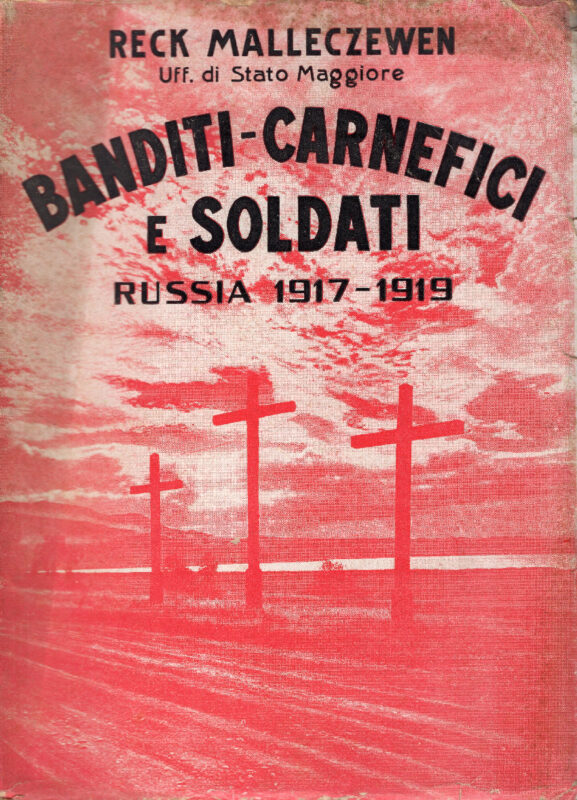 RECK MALLECZEWEN
Uff. di Stato Maggiore
BANDITI-CARNEFICI
E SOLDATI
RUSSIA 1917-1919